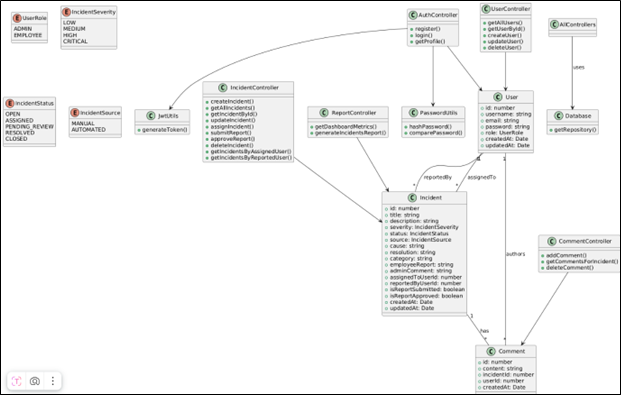 E UserRole
ADMIN
EMPLOYEE
E IncidentSeverity
LOW
MEDIUM
HIGH
CRITICAL
E IncidentStatus
OPEN
ASSIGNED
PENDING_REVIEW
RESOLVED
CLOSED
E IncidentSource
MANUAL
AUTOMATED
C AuthController
register()
login()
getProfile()
C UserController
getAllUsers()
getUserById()
createUser()
updateUser()
deleteUser()
C AllControllers
uses
C IncidentController
createIncident()
getAllIncidents()
getIncidentById()
updateIncident()
assignIncident()
submitReport()
approveReport()
deleteIncident()
getIncidentsByAssignedUser()
getIncidentsByReportedUser()
C JwtUtils
generateToken()
C ReportController
getDashboardMetrics()
generateIncidentsReport()
C PasswordUtils
hashPassword()
comparePassword()
C User
id: number
username: string
email: string
password: string
role: UserRole
createdAt: Date
updatedAt: Date
C Database
getRepository()
1
reportedBy
assignedTo
*
*
C Incident
id: number
title: string
description: string
severity: IncidentSeverity
status: IncidentStatus
source: IncidentSource
cause: string
resolution: string
category: string
employeeReport: string
adminComment: string
assignedToUserId: number
reportedByUserId: number
isReportSubmitted: boolean
isReportApproved: boolean
createdAt: Date
updatedAt: Date
C CommentController
addComment()
getCommentsForIncident()
deleteComment()
authors
1
has
*
*
C Comment
id: number
content: string
incidentId: number
userId: number
createdAt: Date